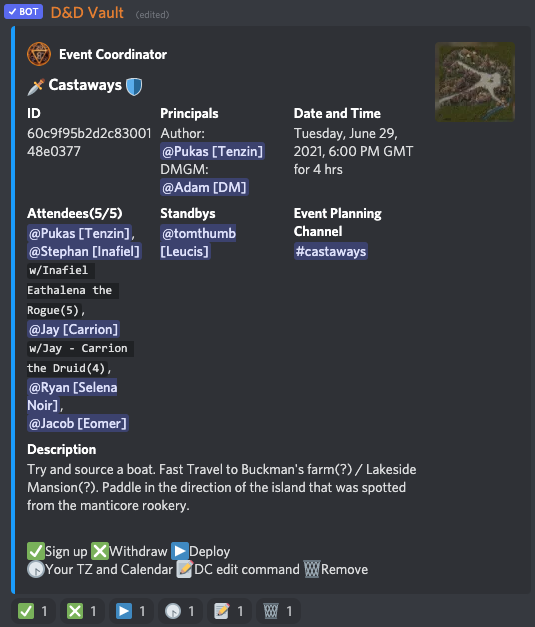 ✓ BOT D&D Vault (edited)
Event Coordinator
🗡️ Castaways 🛡️
ID
60c9f95b2d2c83001
48e0377
Principals
Author:
@Pukas [Tenzin]
DMGM:
@Adam [DM]
Date and Time
Tuesday, June 29,
2021, 6:00 PM GMT
for 4 hrs
Attendees(5/5)
@Pukas [Tenzin],
@Stephan [Inafiel]
w/Inafiel
Eathalena the
Rogue(5),
@Jay [Carrion]
w/Jay - Carrion
the Druid(4),
@Ryan [Selena
Noir],
@Jacob [Eomer]
Standbys
@tomthumb
[Leucis]
Event Planning
Channel
#castaways
Description
Try and source a boat. Fast Travel to Buckman's farm(?) / Lakeside
Mansion(?). Paddle in the direction of the island that was spotted
from the manticore rookery.
✅Sign up ❎Withdraw ▶️Deploy
🕟Your TZ and Calendar 📝DC edit command 🗑️Remove
✅ 1 ❎ 1 ▶️ 1 🕟 1 📝 1 🗑️ 1